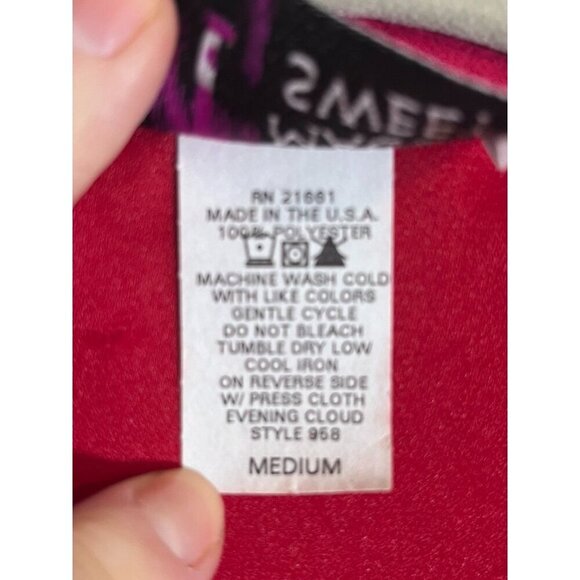 SWEET
RN 21661
MADE IN THE U.S.A.
100% POLYESTER
MACHINE WASH COLD
WITH LIKE COLORS
GENTLE CYCLE
DO NOT BLEACH
TUMBLE DRY LOW
COOL IRON
ON REVERSE SIDE
W/ PRESS CLOTH
EVENING CLOUD
STYLE 958
MEDIUM